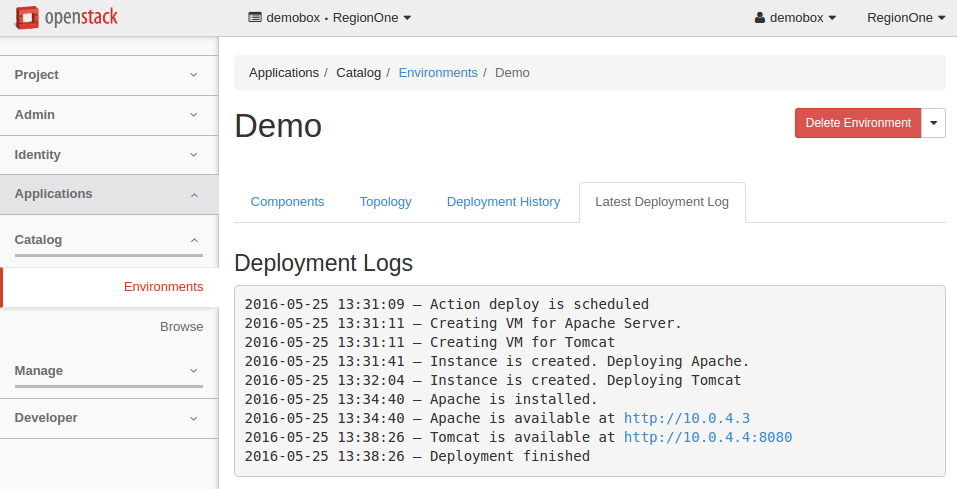 openstack
demobox • RegionOne
demobox
RegionOne
Project
Admin
Identity
Applications
Catalog
Environments
Browse
Manage
Developer
Applications / Catalog / Environments / Demo
Demo
Delete Environment
Components
Topology
Deployment History
Latest Deployment Log
Deployment Logs
2016-05-25 13:31:09 — Action deploy is scheduled
2016-05-25 13:31:11 — Creating VM for Apache Server.
2016-05-25 13:31:11 — Creating VM for Tomcat
2016-05-25 13:31:41 — Instance is created. Deploying Apache.
2016-05-25 13:32:04 — Instance is created. Deploying Tomcat
2016-05-25 13:34:40 — Apache is installed.
2016-05-25 13:34:40 — Apache is available at http://10.0.4.3
2016-05-25 13:38:26 — Tomcat is available at http://10.0.4.4:8080
2016-05-25 13:38:26 — Deployment finished